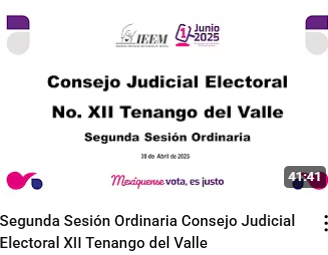 IEEM
1 Junio
2025
Consejo Judicial Electoral
No. XII Tenango del Valle
Segunda Sesión Ordinaria
30 de Abril de 2025
Mexiquense vota, es justo
41:41
Segunda Sesión Ordinaria Consejo Judicial
Electoral XII Tenango del Valle